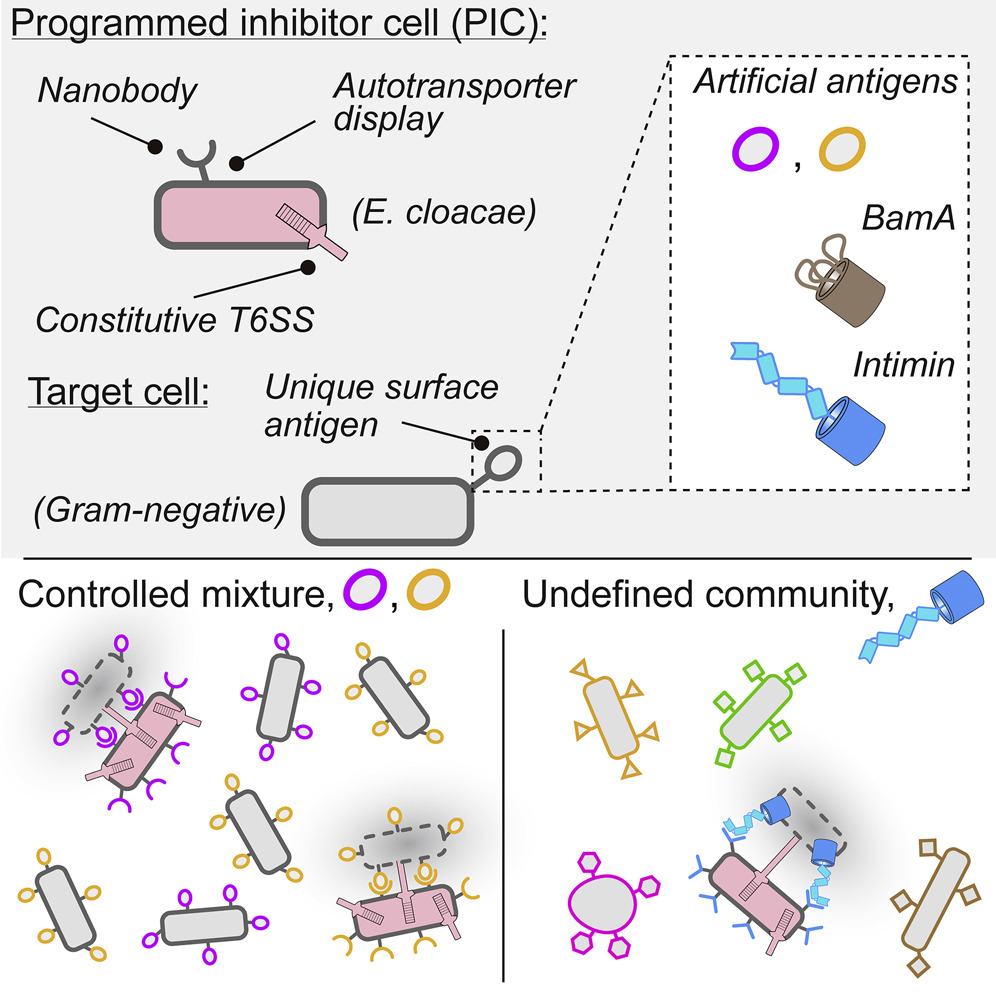 Programmed inhibitor cell (PIC):
Nanobody
Autotransporter
display
(E. cloacae)
Constitutive T6SS
Artificial antigens
,
BamA
Intimin
Target cell:
Unique surface
antigen
(Gram-negative)
Controlled mixture, ,
Undefined community,